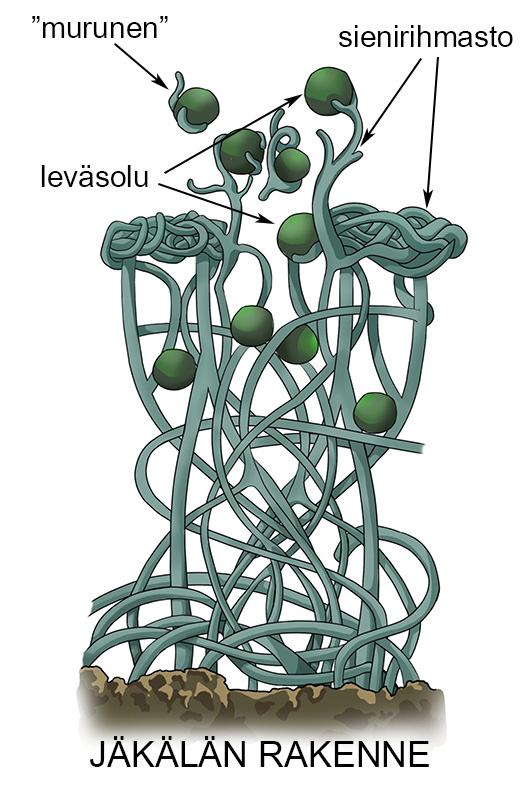 ”murunen”
sienirihmasto
leväsolu
JÄKÄLÄN RAKENNE